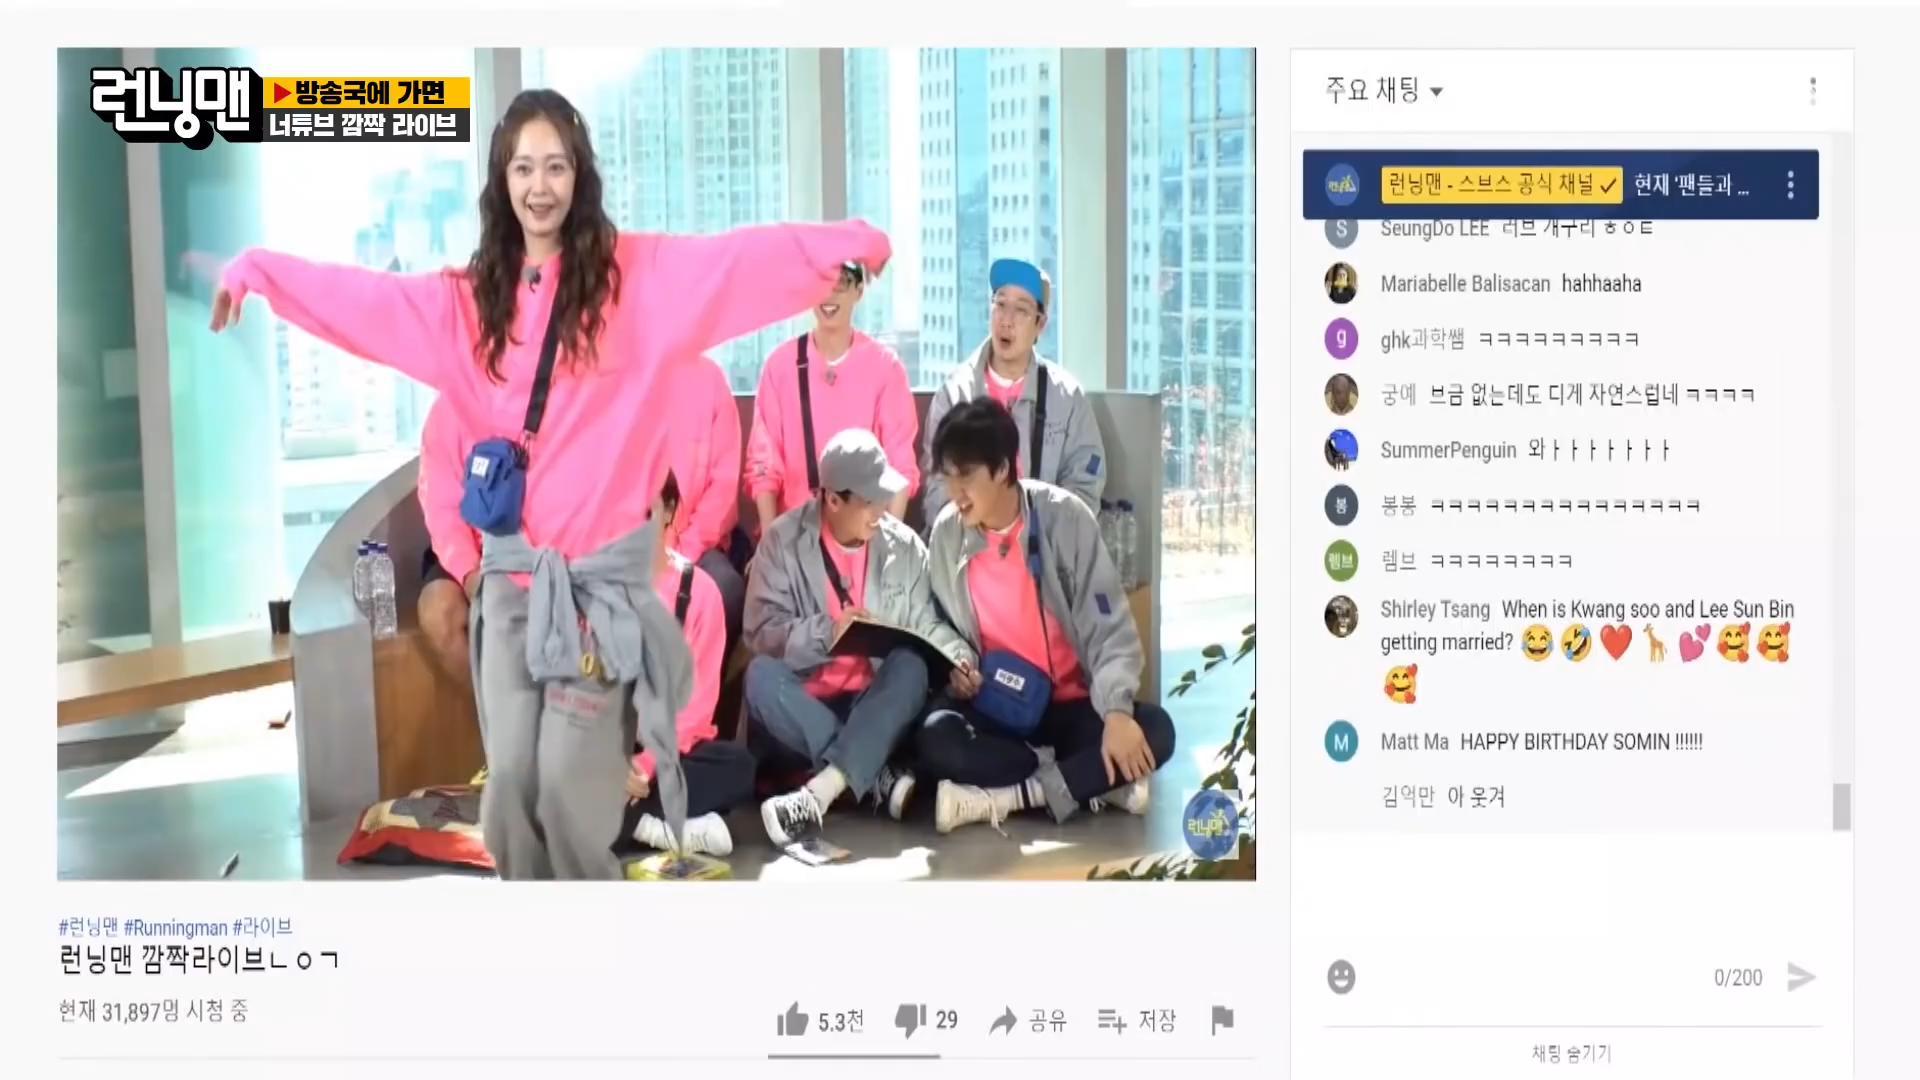 런닝맨
▶방송국에 가면
너튜브 깜짝 라이브
런닝맨
#런닝맨 #Runningman #라이브
런닝맨 깜짝라이브ㄴㅇㄱ
현재 31,897명 시청 중
5.3천
29
공유
저장
주요 채팅
런닝맨 - 스브스 공식 채널 ✓ 현재 '팬들과 ...
S SeungDo LEE 러브 개구리 ㅎㅇㅌ
Mariabelle Balisacan hahhaaha
g ghk과학쌤 ㅋㅋㅋㅋㅋㅋㅋㅋㅋ
궁예 브금 없는데도 디게 자연스럽네 ㅋㅋㅋㅋ
SummerPenguin 와ㅏㅏㅏㅏㅏㅏㅏ
봉 봉봉 ㅋㅋㅋㅋㅋㅋㅋㅋㅋㅋㅋㅋㅋㅋㅋ
렘브 렘브 ㅋㅋㅋㅋㅋㅋㅋㅋ
Shirley Tsang When is Kwang soo and Lee Sun Bin
getting married? 😂🤣❤️🦒💕🥰🥰
🥰
M Matt Ma HAPPY BIRTHDAY SOMIN !!!!!!
김억만 아 웃겨
0/200
채팅 숨기기